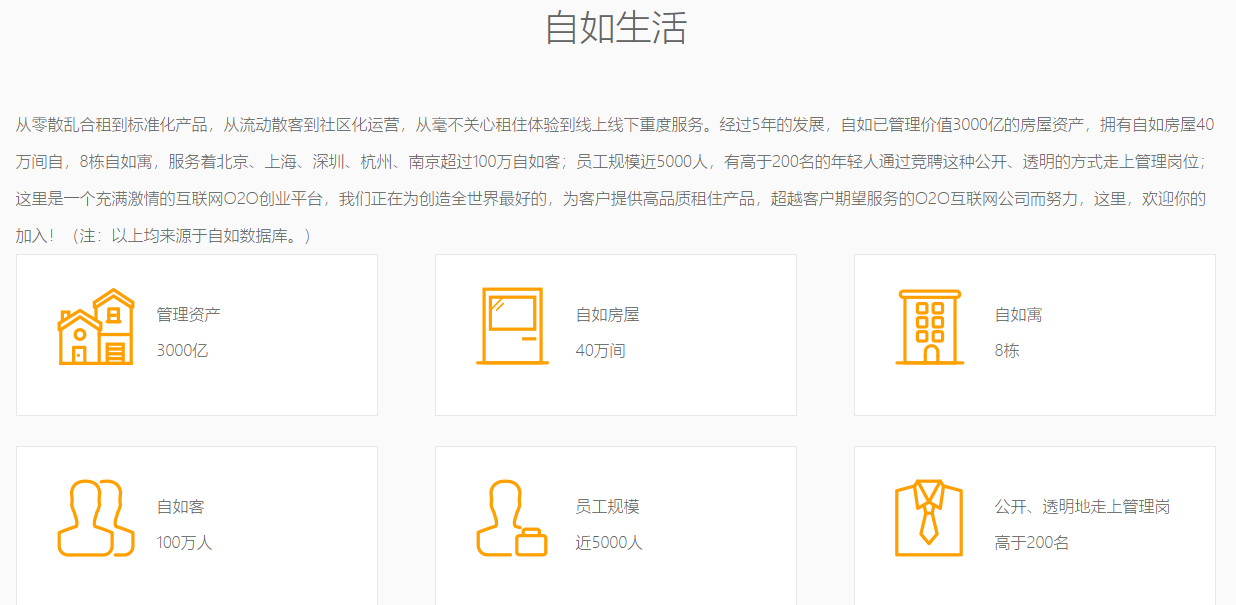 自如生活
从零散乱合租到标准化产品，从流动散客到社区化运营，从毫不关心租住体验到线上线下重度服务。经过5年的发展，自如已管理价值3000亿的房屋资产，拥有自如房屋40
万间自，8栋自如寓，服务着北京、上海、深圳、杭州、南京超过100万自如客；员工规模近5000人，有高于200名的年轻人通过竞聘这种公开、透明的方式走上管理岗位；
这里是一个充满激情的互联网O2O创业平台，我们正在为创造全世界最好的，为客户提供高品质租住产品，超越客户期望服务的O2O互联网公司而努力，这里，欢迎你的
加入！（注：以上均来源于自如数据库。）
管理资产
3000亿
自如房屋
40万间
自如寓
8栋
自如客
100万人
员工规模
近5000人
公开、透明地走上管理岗
高于200名